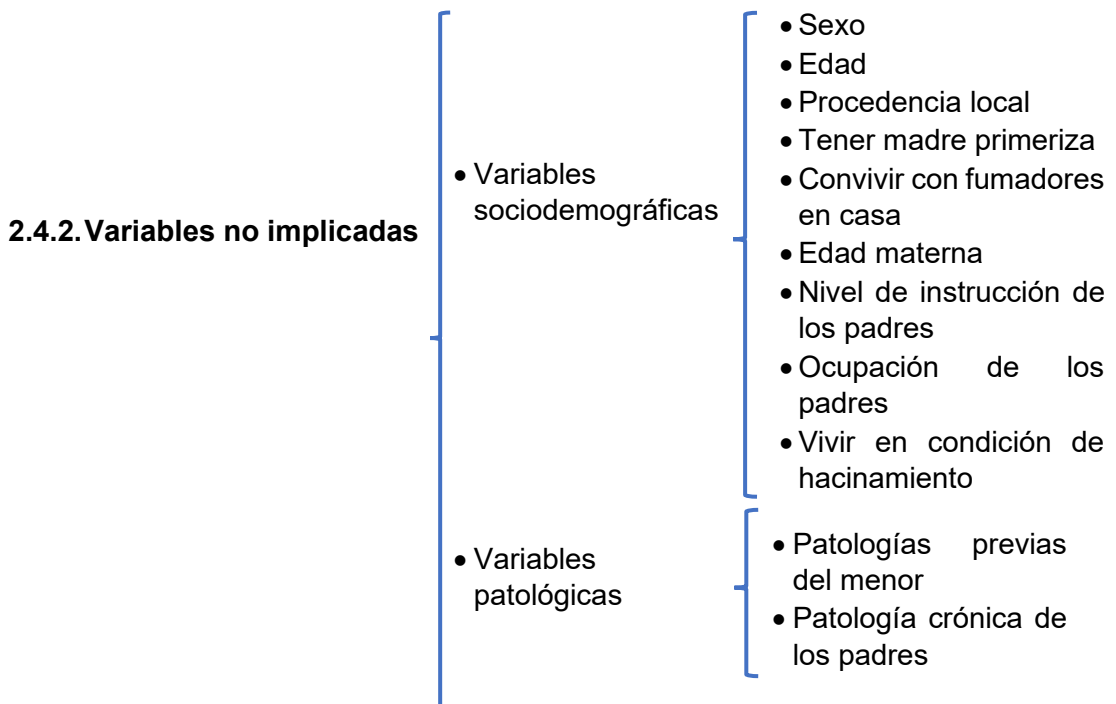 2.4.2. Variables no implicadas
• Variables
sociodemográficas
• Sexo
• Edad
• Procedencia local
• Tener madre primeriza
• Convivir con fumadores
en casa
• Edad materna
• Nivel de instrucción de
los padres
• Ocupación de los
padres
• Vivir en condición de
hacinamiento
• Variables
patológicas
• Patologías previas
del menor
• Patología crónica de
los padres